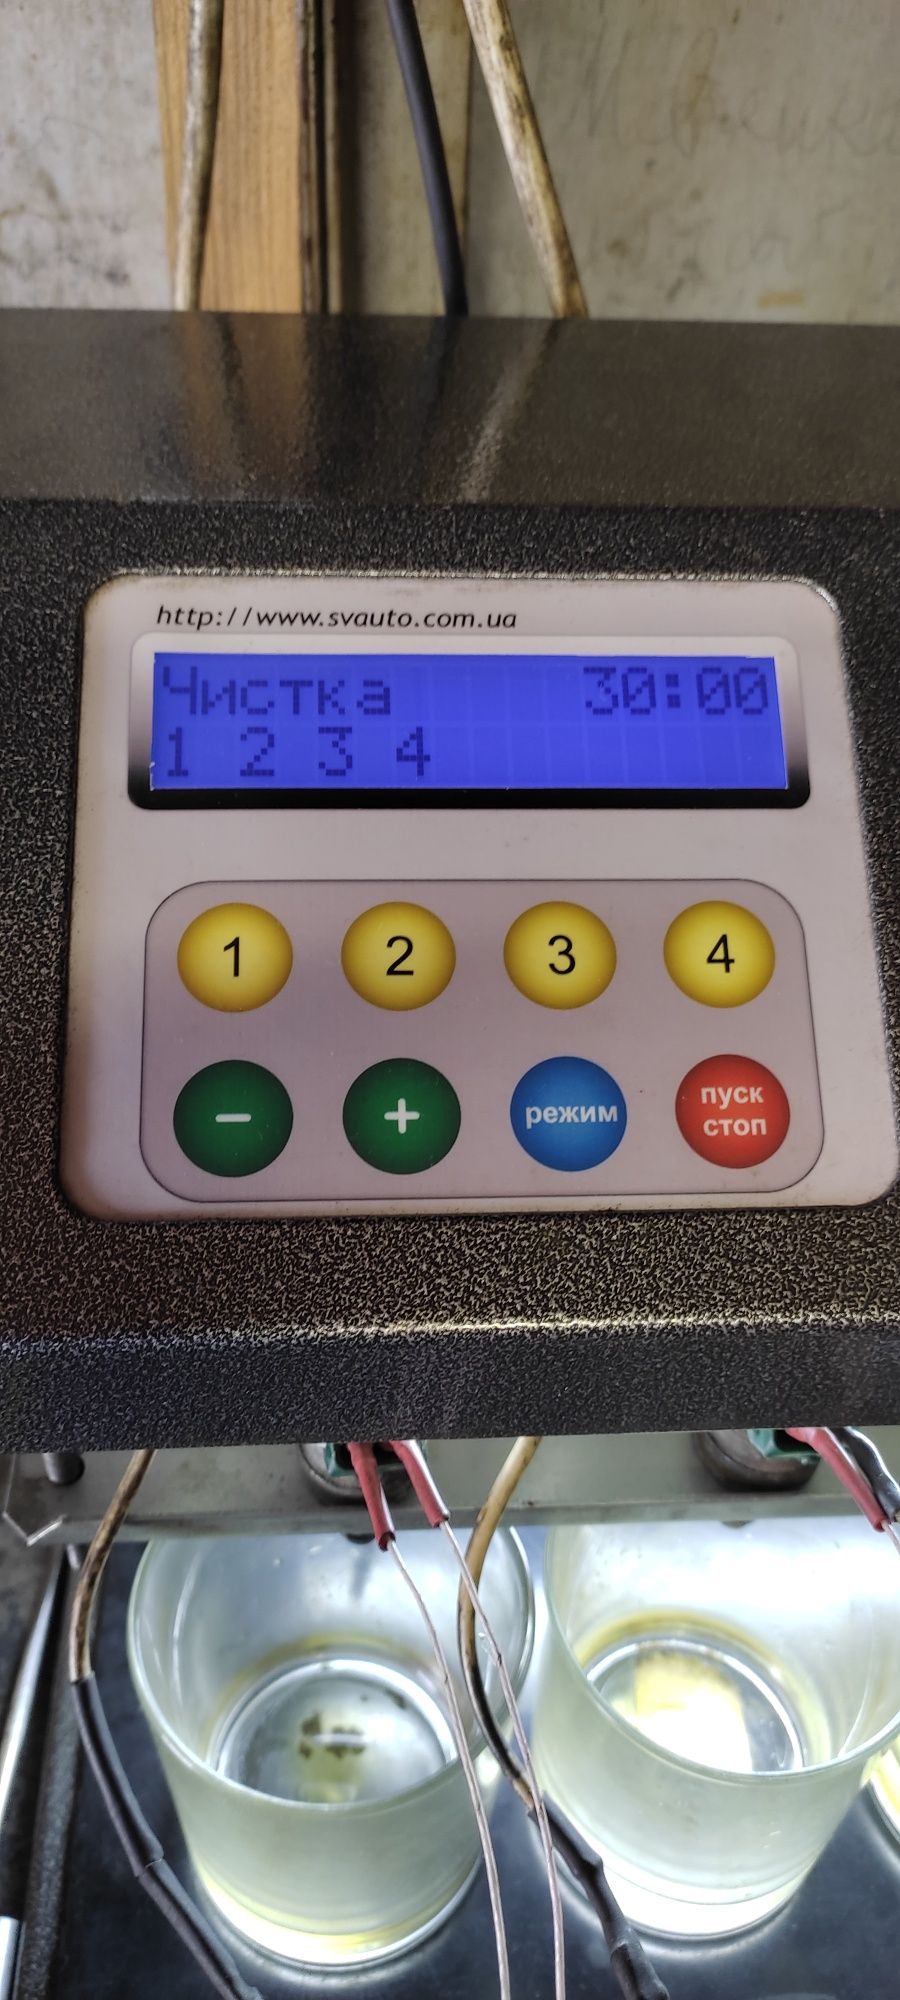 http://www.svauto.com.ua
Чистка 30:00
1 2 3 4
1 2 3 4
− + режим пуск
стоп